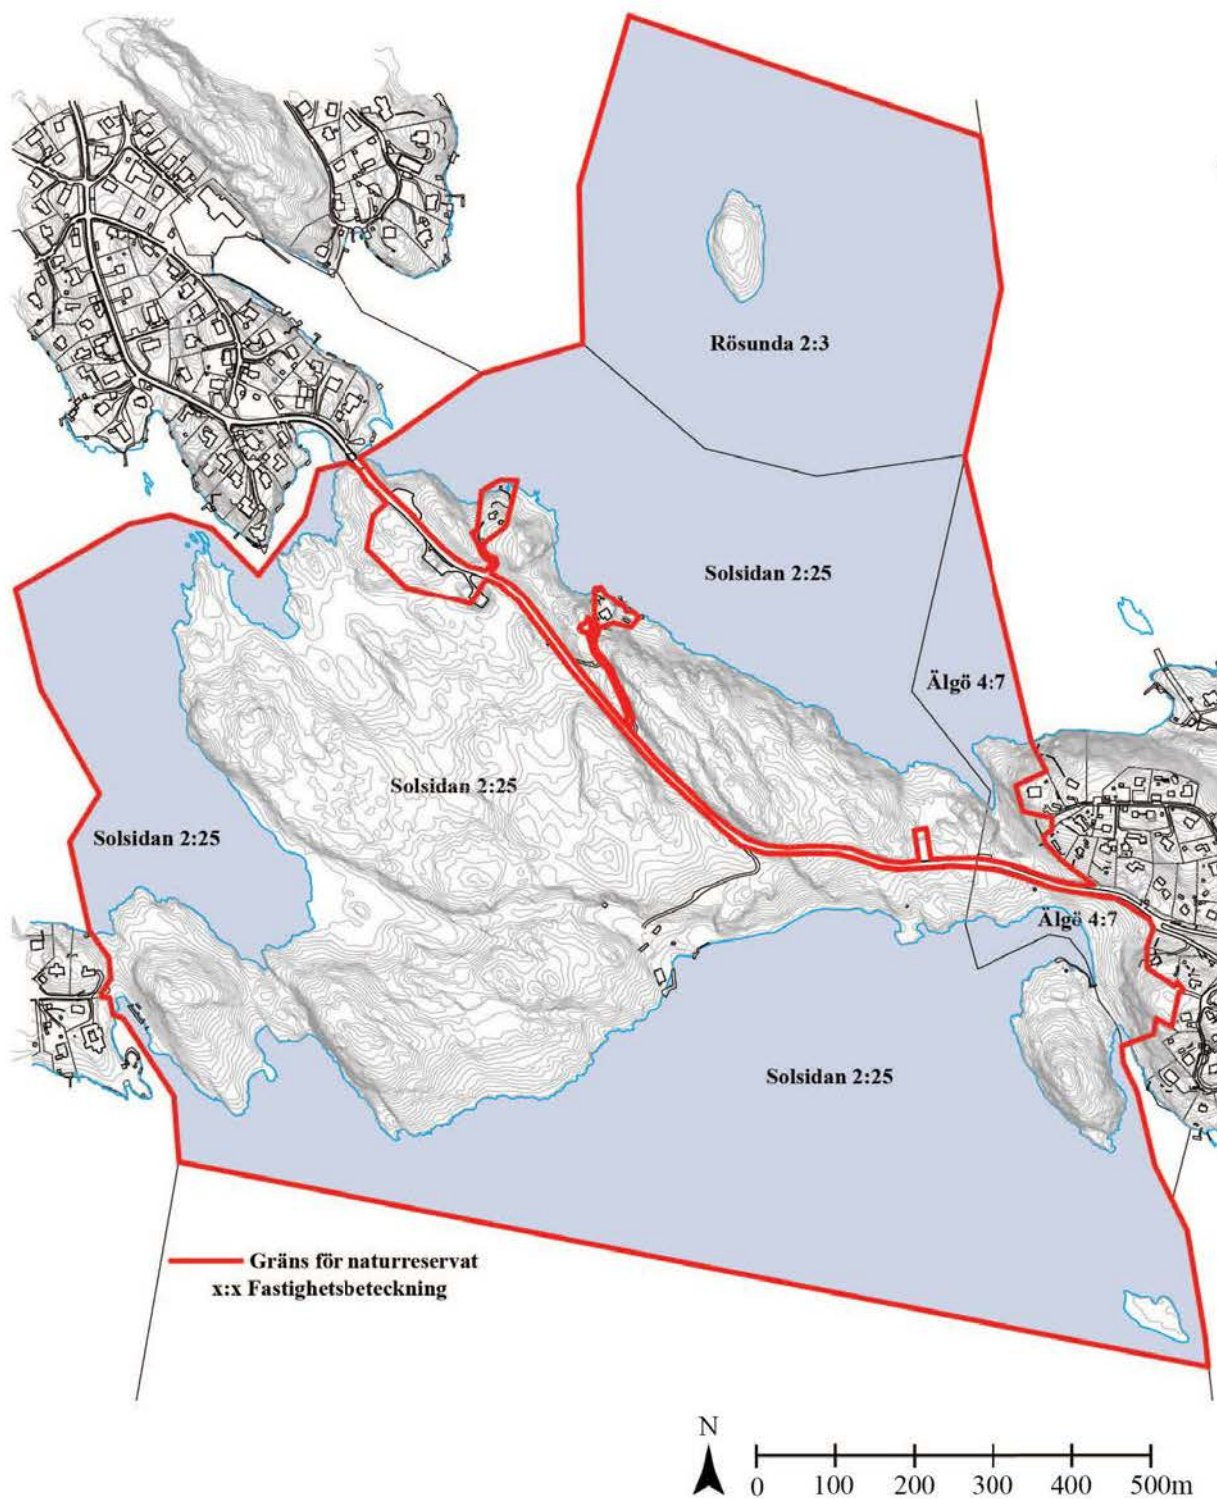 Rösunda 2:3
Solsidan 2:25
Älgö 4:7
Solsidan 2:25
Solsidan 2:25
Älgö 4:7
Solsidan 2:25
Gräns för naturreservat
x:x Fastighetsbeteckning
N
0 100 200 300 400 500m